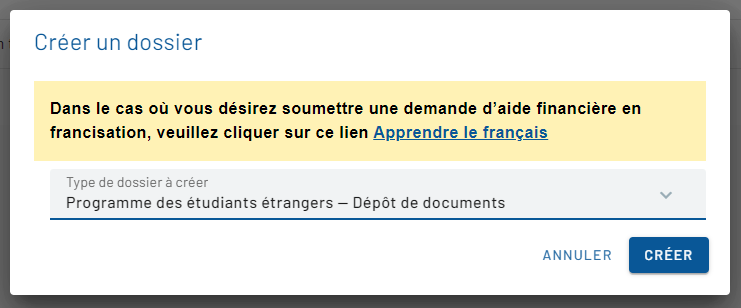 Créer un dossier
Dans le cas où vous désirez soumettre une demande d'aide financière en
francisation, veuillez cliquer sur ce lien Apprendre le français
Type de dossier à créer
Programme des étudiants étrangers – Dépôt de documents
ANNULER CRÉER